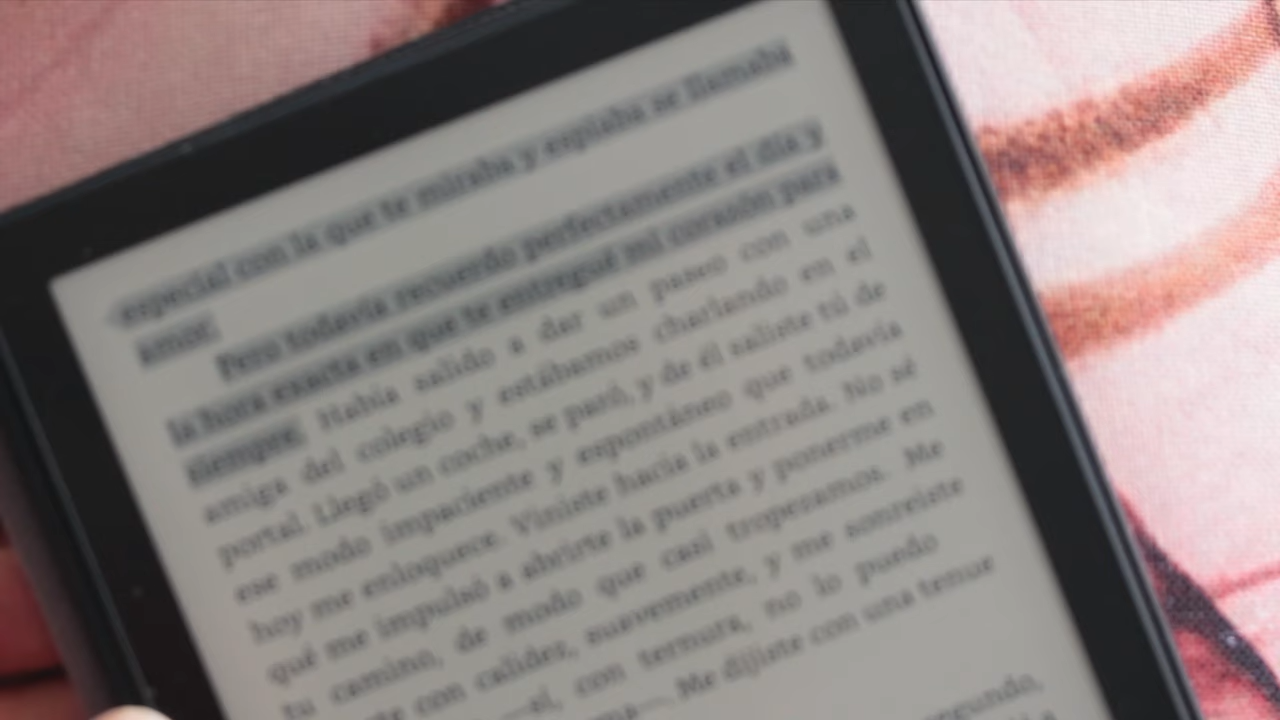 especial con la que te miraba y espiaba se llamaba
amor.
Pero todavía recuerdo perfectamente el día y
la hora exacta en que te entregué mi corazón para
siempre. Había salido a dar un paseo con una
amiga del colegio y estábamos charlando en el
portal. Llegó un coche, se paró, y de él saliste tú de
ese modo impaciente y espontáneo que todavía
hoy me enloquece. Viniste hacia la entrada. No sé
qué me impulsó a abrirte la puerta y ponerme en
tu camino, de modo que casi tropezamos. Me
con calidez, suavemente, y me sonreíste
con ternura, no lo puedo
Me dijiste con una tenue